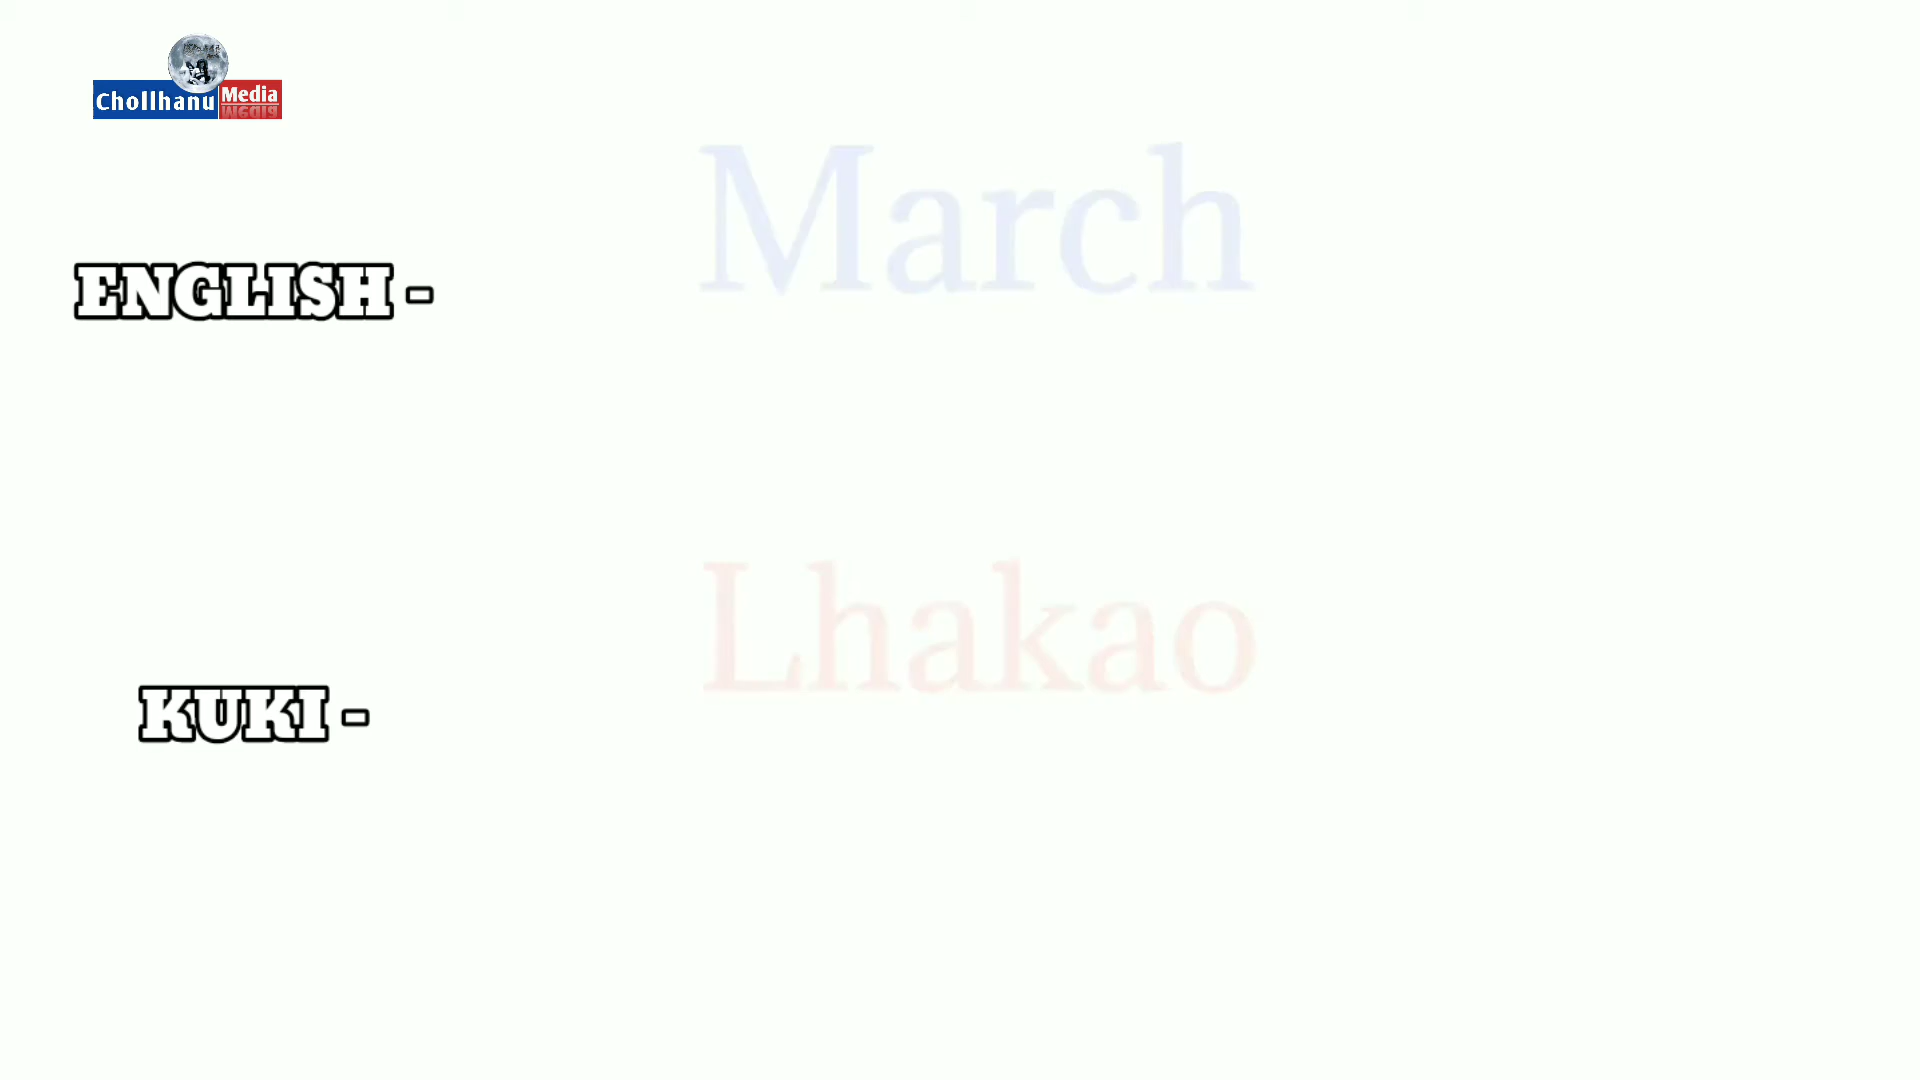 Chollhanu Media
March
ENGLISH -
Lhakao
KUKI -